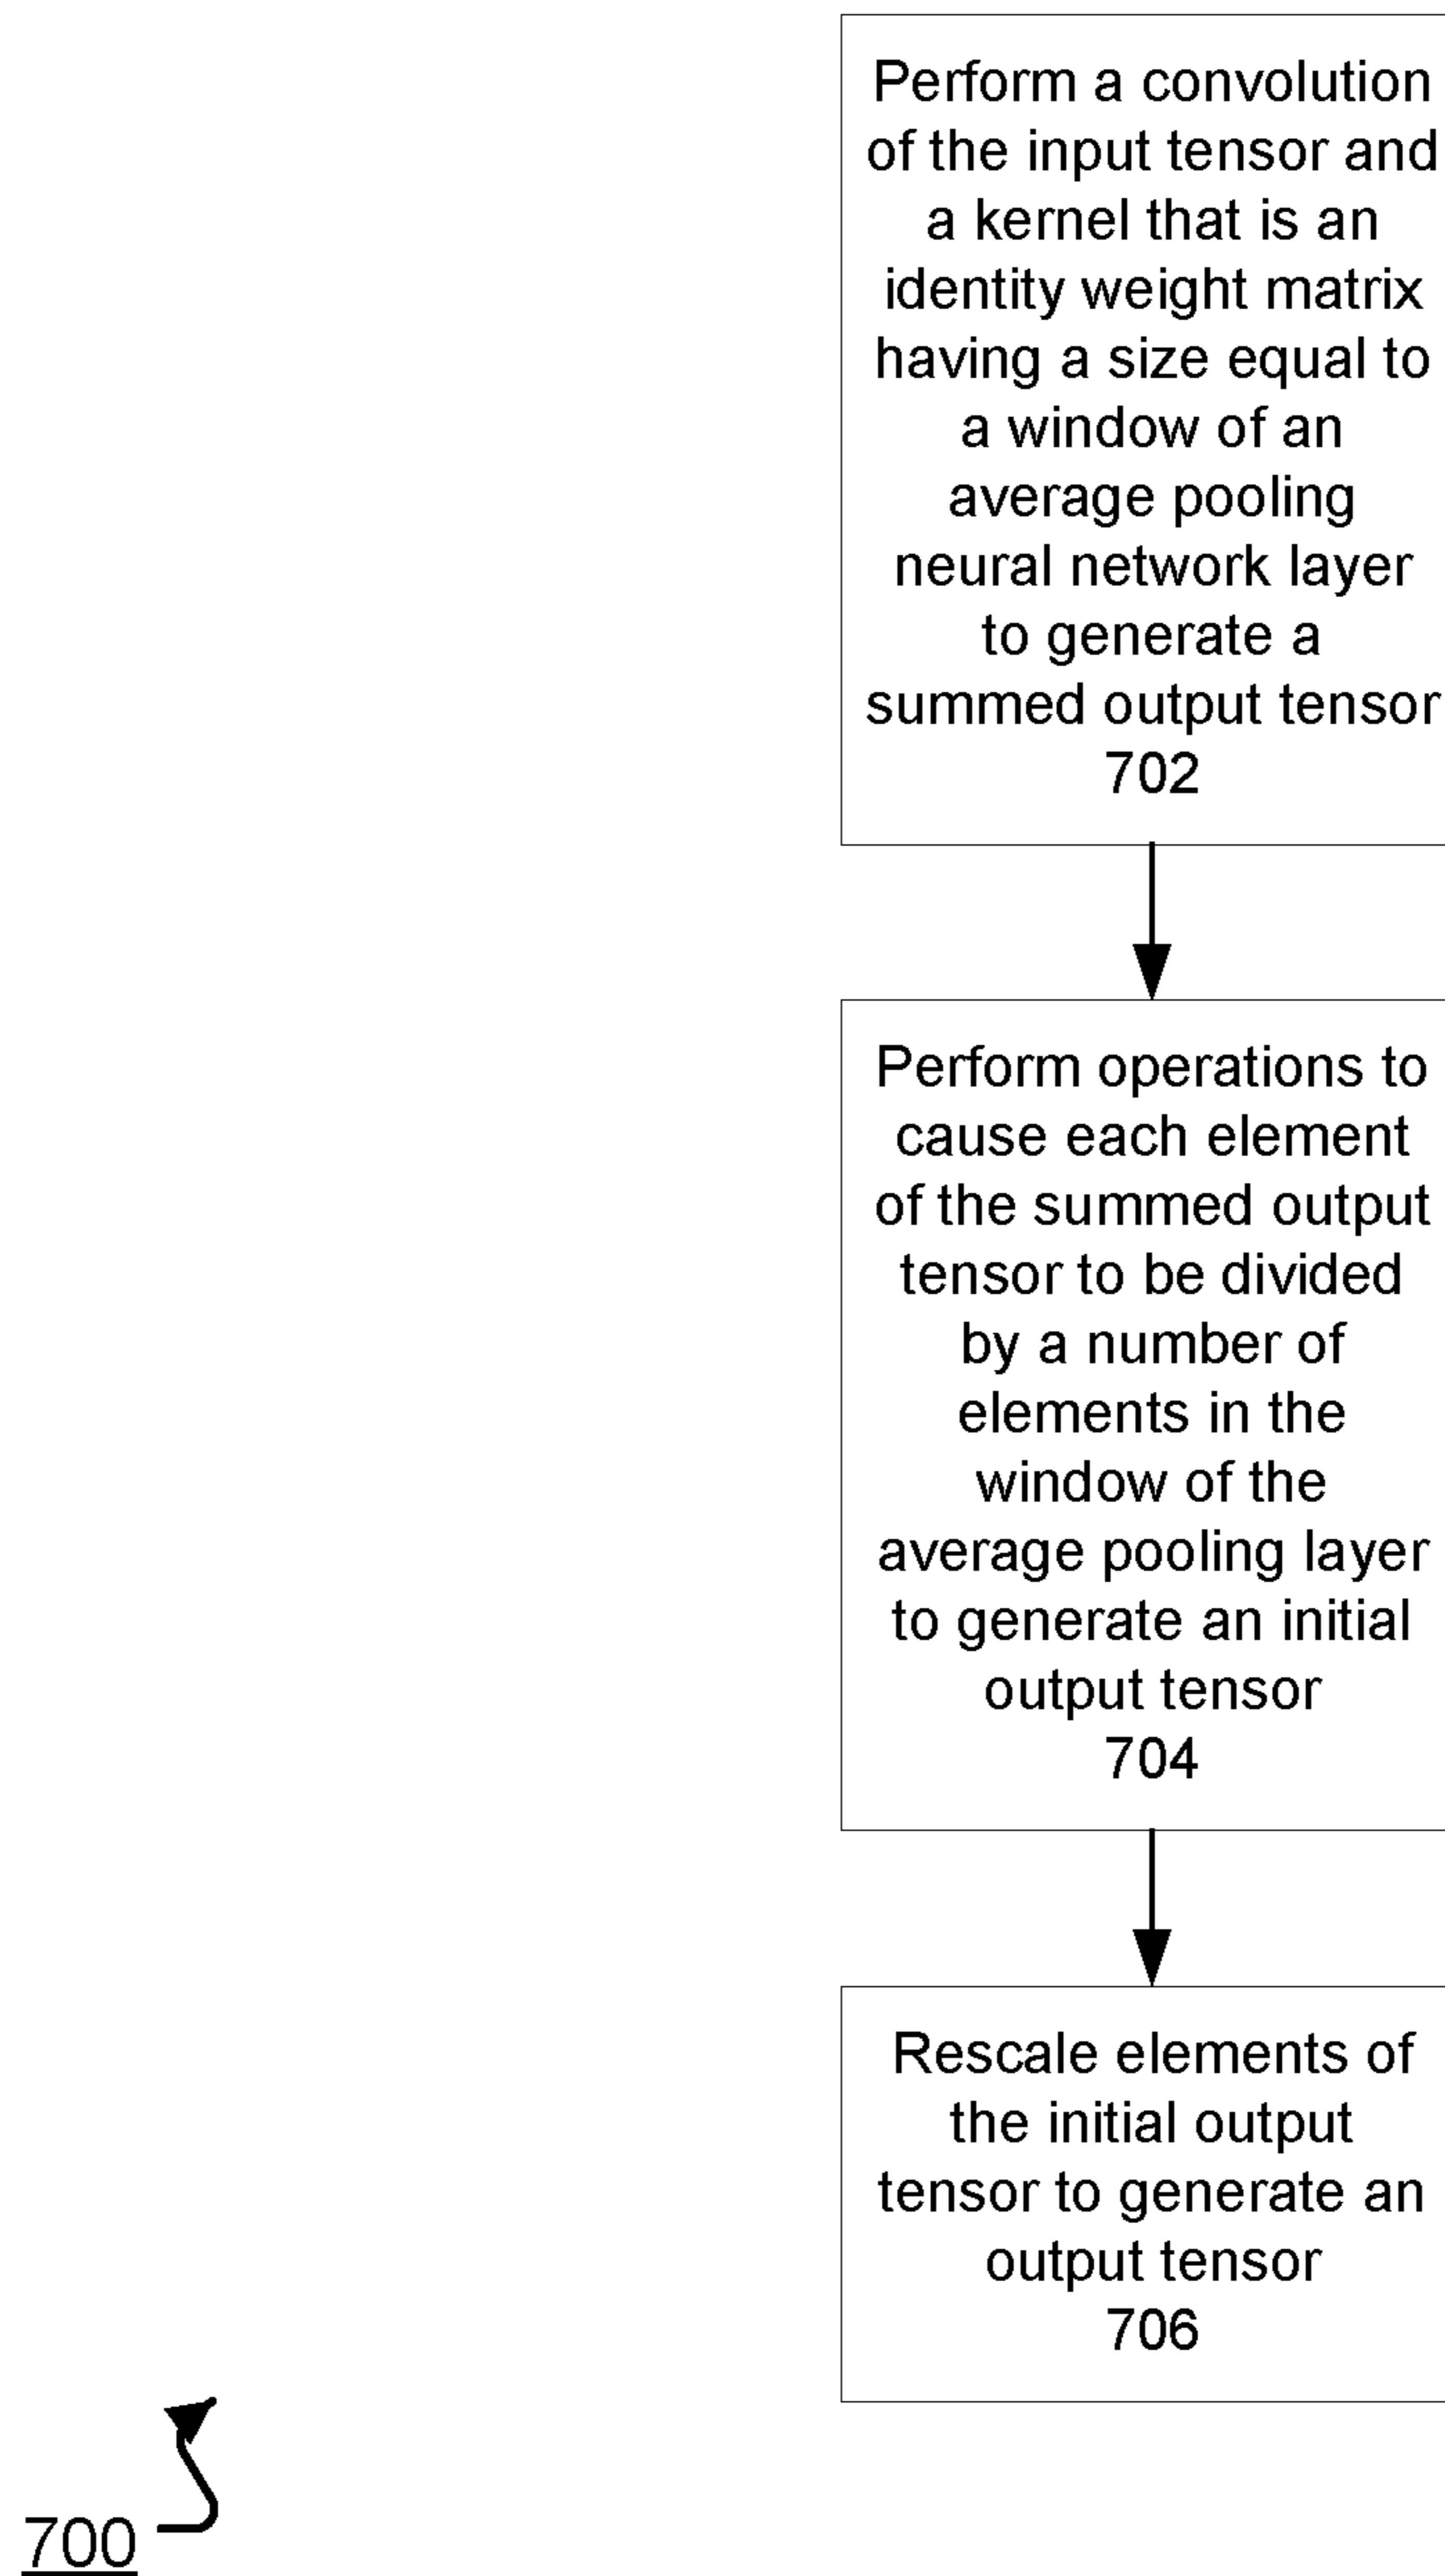 Perform a convolution
of the input tensor and
a kernel that is an
identity weight matrix
having a size equal to
a window of an
average pooling
neural network layer
to generate a
summed output tensor
702
Perform operations to
cause each element
of the summed output
tensor to be divided
by a number of
elements in the
window of the
average pooling layer
to generate an initial
output tensor
704
Rescale elements of
the initial output
tensor to generate an
output tensor
706
700